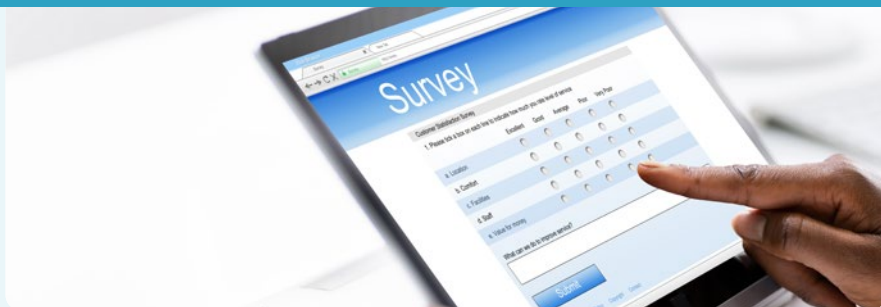 Survey
Customer Satisfaction Survey
1. Please tick a box on each line to indicate how much you rate level of service
Excellent Good Average Poor Very Poor
a. Location
b. Comfort
c. Facilities
d. Staff
e. Value for money
What can we do to improve service?
Submit
Copyright Contact